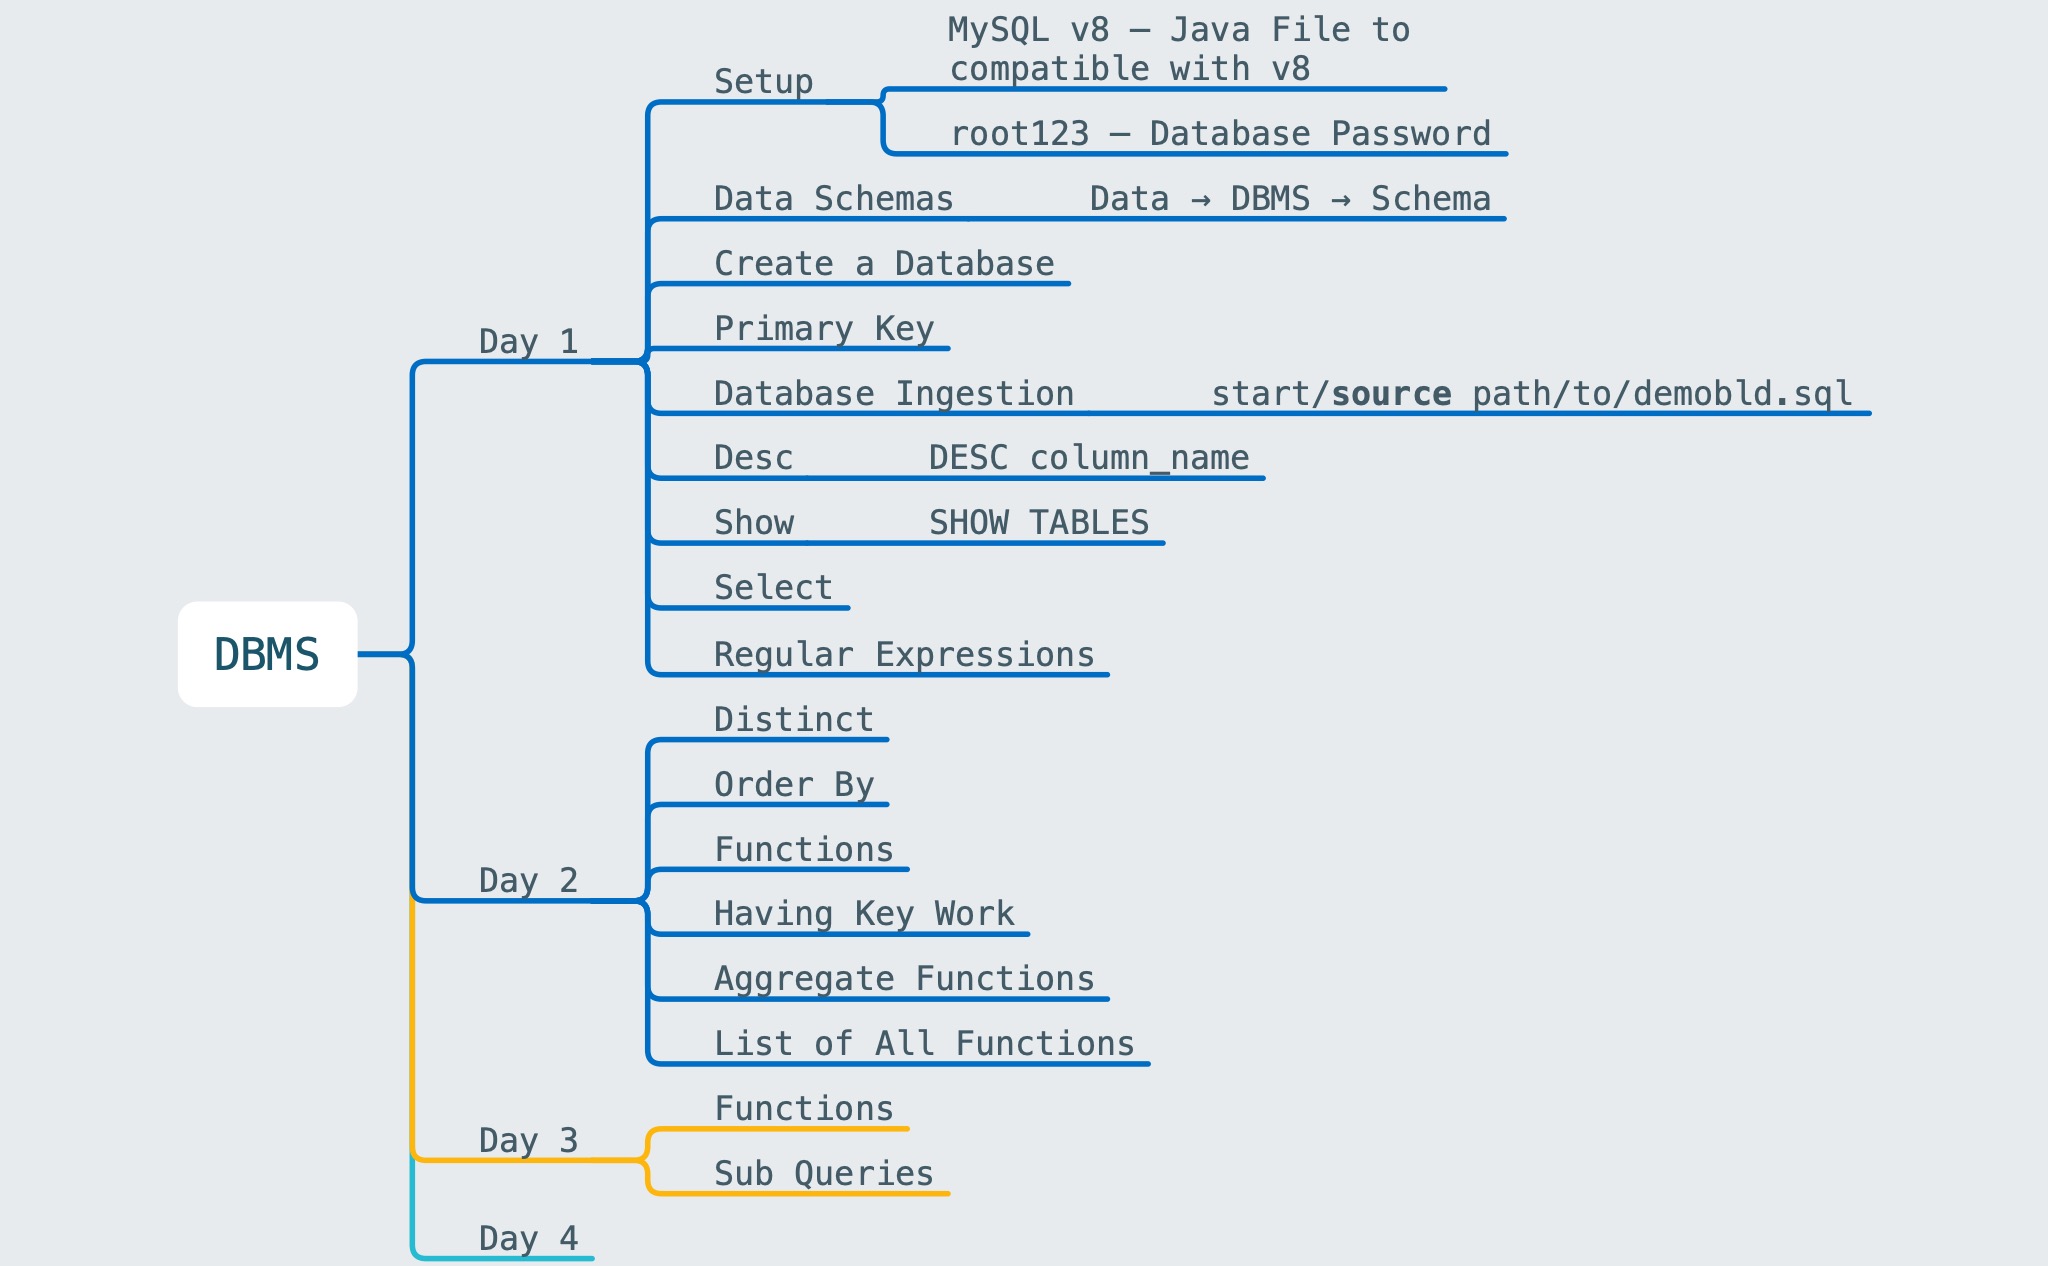 MySQL v8 – Java File to
compatible with v8
Setup
root123 – Database Password
Data Schemas Data → DBMS → Schema
Create a Database
Primary Key
Day 1
Database Ingestion start/source path/to/demobld.sql
Desc DESC column_name
Show SHOW TABLES
Select
DBMS
Regular Expressions
Distinct
Order By
Functions
Day 2
Having Key Work
Aggregate Functions
List of All Functions
Functions
Day 3
Sub Queries
Day 4